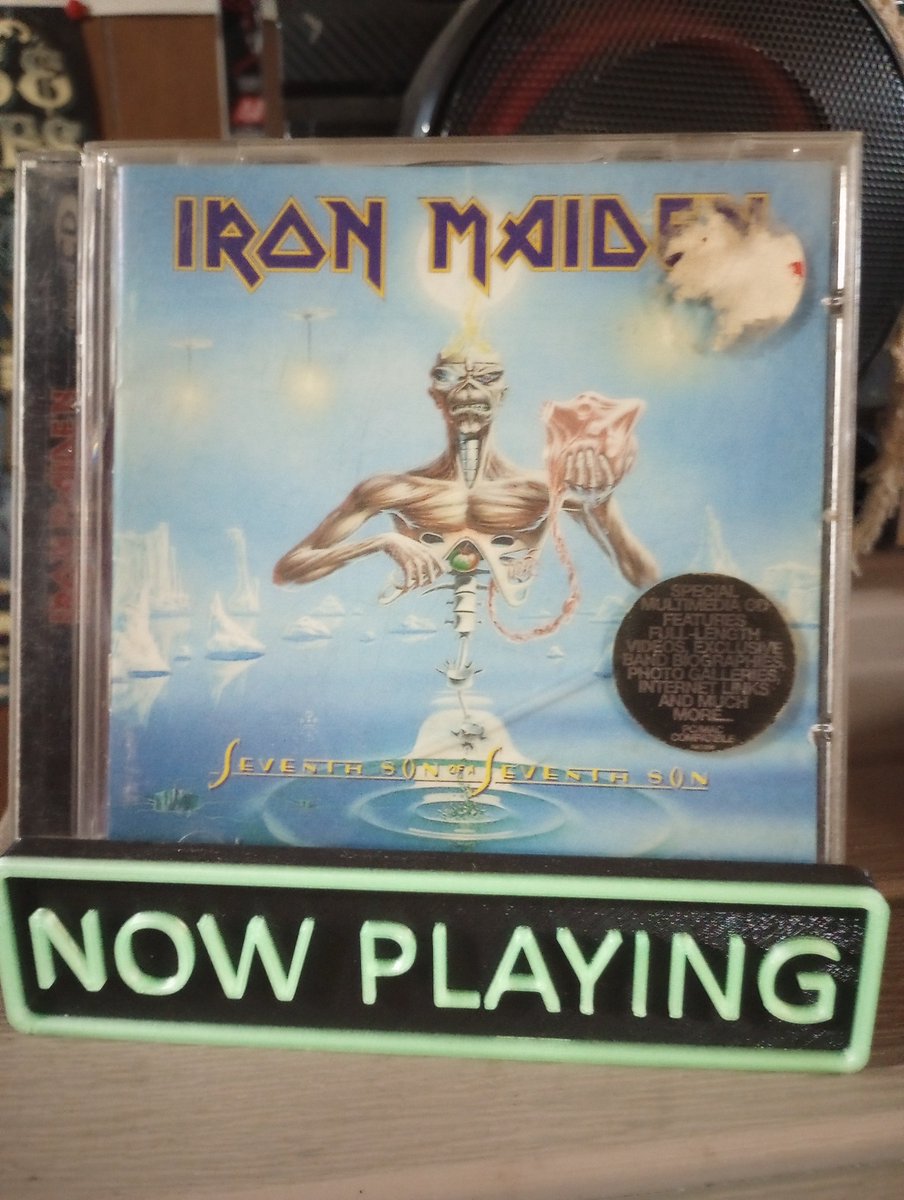 IRON MAIDEN
SPECIAL
MULTIMEDIA CD
FEATURES
FULL-LENGTH
VIDEOS, EXCLUSIVE
BAND BIOGRAPHIES,
PHOTO GALLERIES,
INTERNET LINKS
AND MUCH
MORE...
SEVENTH SON OF A SEVENTH SON
NOW PLAYING